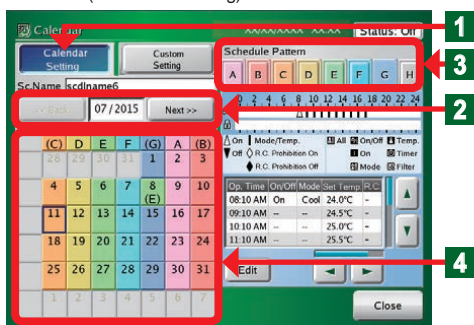 (Calendar Setting)
Calendar
Status: Off
1
Calendar
Setting
Custom
Setting
Schedule Pattern
A B C D E F G H
3
Sc.Name scdlname6
<< Back 07/2015 Next >>
2
0 2 4 6 8 10 12 14 16 18 20 22 24
On Mode/Temp. All On/Off Temp.
Off R.C. Prohibition On On Timer
R.C. Prohibition Off Mode Filter
(C) D E F (G) A (B)
28 29 30 31 1 2 3
4 5 6 7 8 9 10
(E)
11 12 13 14 15 16 17
18 19 20 21 22 23 24
25 26 27 28 29 30 31
1 2 3 4 5 6 7
Op. Time On/Off Mode Set Temp. R.C.
08:10 AM On Cool 24.0°C -
09:10 AM -- -- 24.5°C -
10:10 AM -- -- 25.0°C -
11:10 AM -- -- 25.5°C -
Edit
4
Close